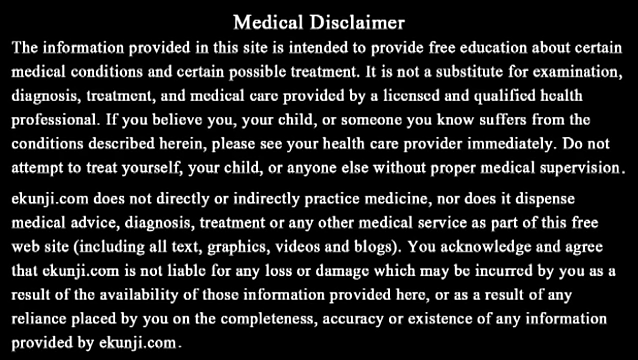 Medical Disclaimer
The information provided in this site is intended to provide free education about certain
medical conditions and certain possible treatment. It is not a substitute for examination,
diagnosis, treatment, and medical care provided by a licensed and qualified health
professional. If you believe you, your child, or someone you know suffers from the
conditions described herein, please see your health care provider immediately. Do not
attempt to treat yourself, your child, or anyone else without proper medical supervision.
ekunji.com does not directly or indirectly practice medicine, nor does it dispense
medical advice, diagnosis, treatment or any other medical service as part of this free
web site (including all text, graphics, videos and blogs). You acknowledge and agree
that ekunji.com is not liable for any loss or damage which may be incurred by you as a
result of the availability of those information provided here, or as a result of any
reliance placed by you on the completeness, accuracy or existence of any information
provided by ekunji.com.